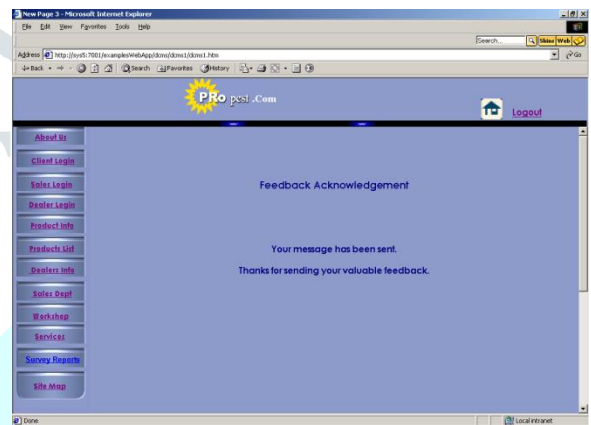 New Page 3 - Microsoft Internet Explorer
File Edit View Favorites Tools Help
Search... Shine Web
Address http://sys5:7001/examplesWebApp/dcms/dcms1/dcms1.htm Go
Back Search Favorites History
PRo pest .Com
Logout
About Us
Client Login
Sales Login
Dealer Login
Product Info
Products List
Dealers Info
Sales Dept
Workshop
Services
Survey Reports
Site Map
Feedback Acknowledgement
Your message has been sent.
Thanks for sending your valuable feedback.
Done Local intranet